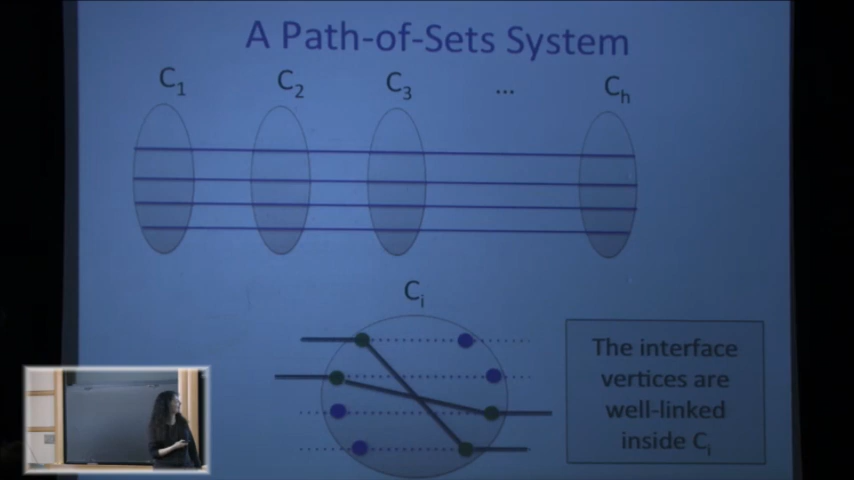 A Path-of-Sets System
C1 C2 C3 ... Ch
Ci
The interface
vertices are
well-linked
inside Ci